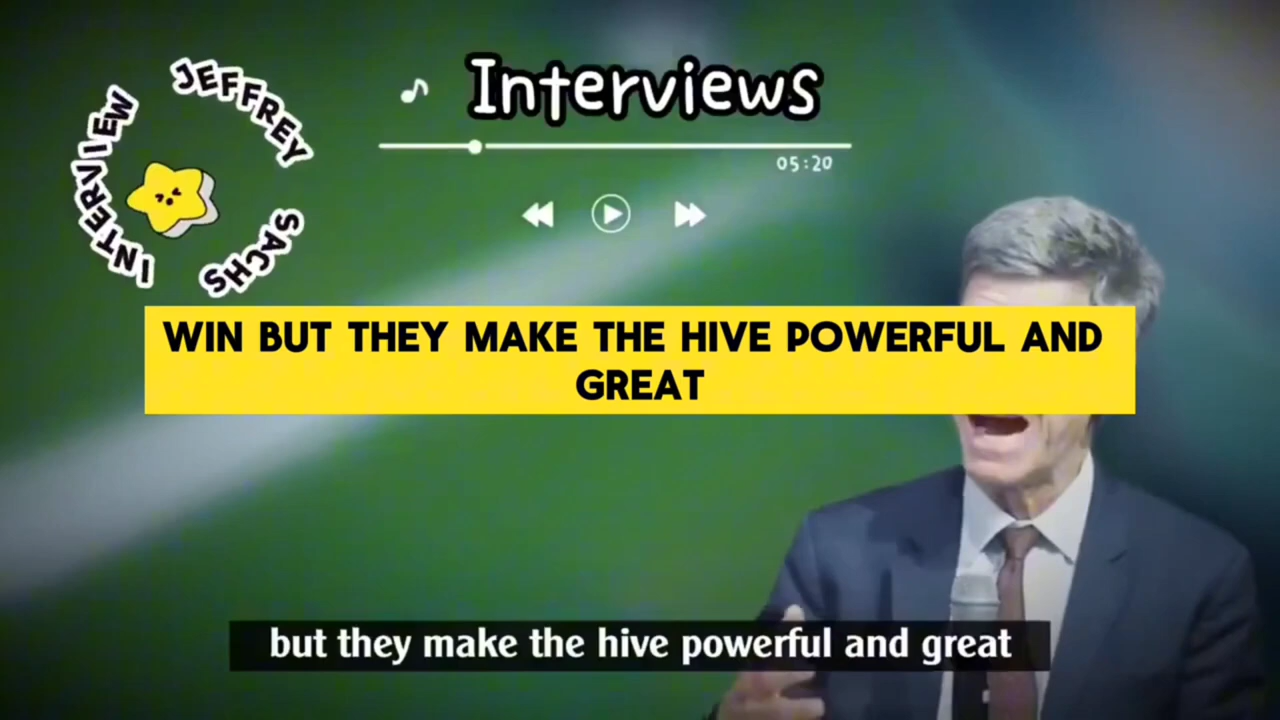 INTERVIEW
JEFFREY
SACHS
Interviews
05:20
WIN BUT THEY MAKE THE HIVE POWERFUL AND
GREAT
but they make the hive powerful and great